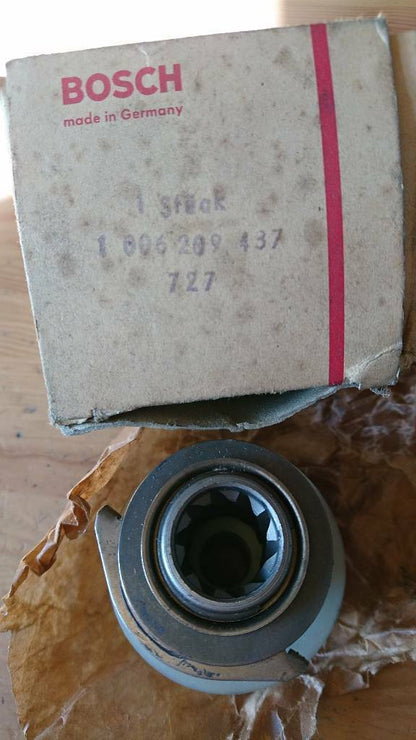 BOSCH
made in Germany
1 Stück
1 006 209 437
727